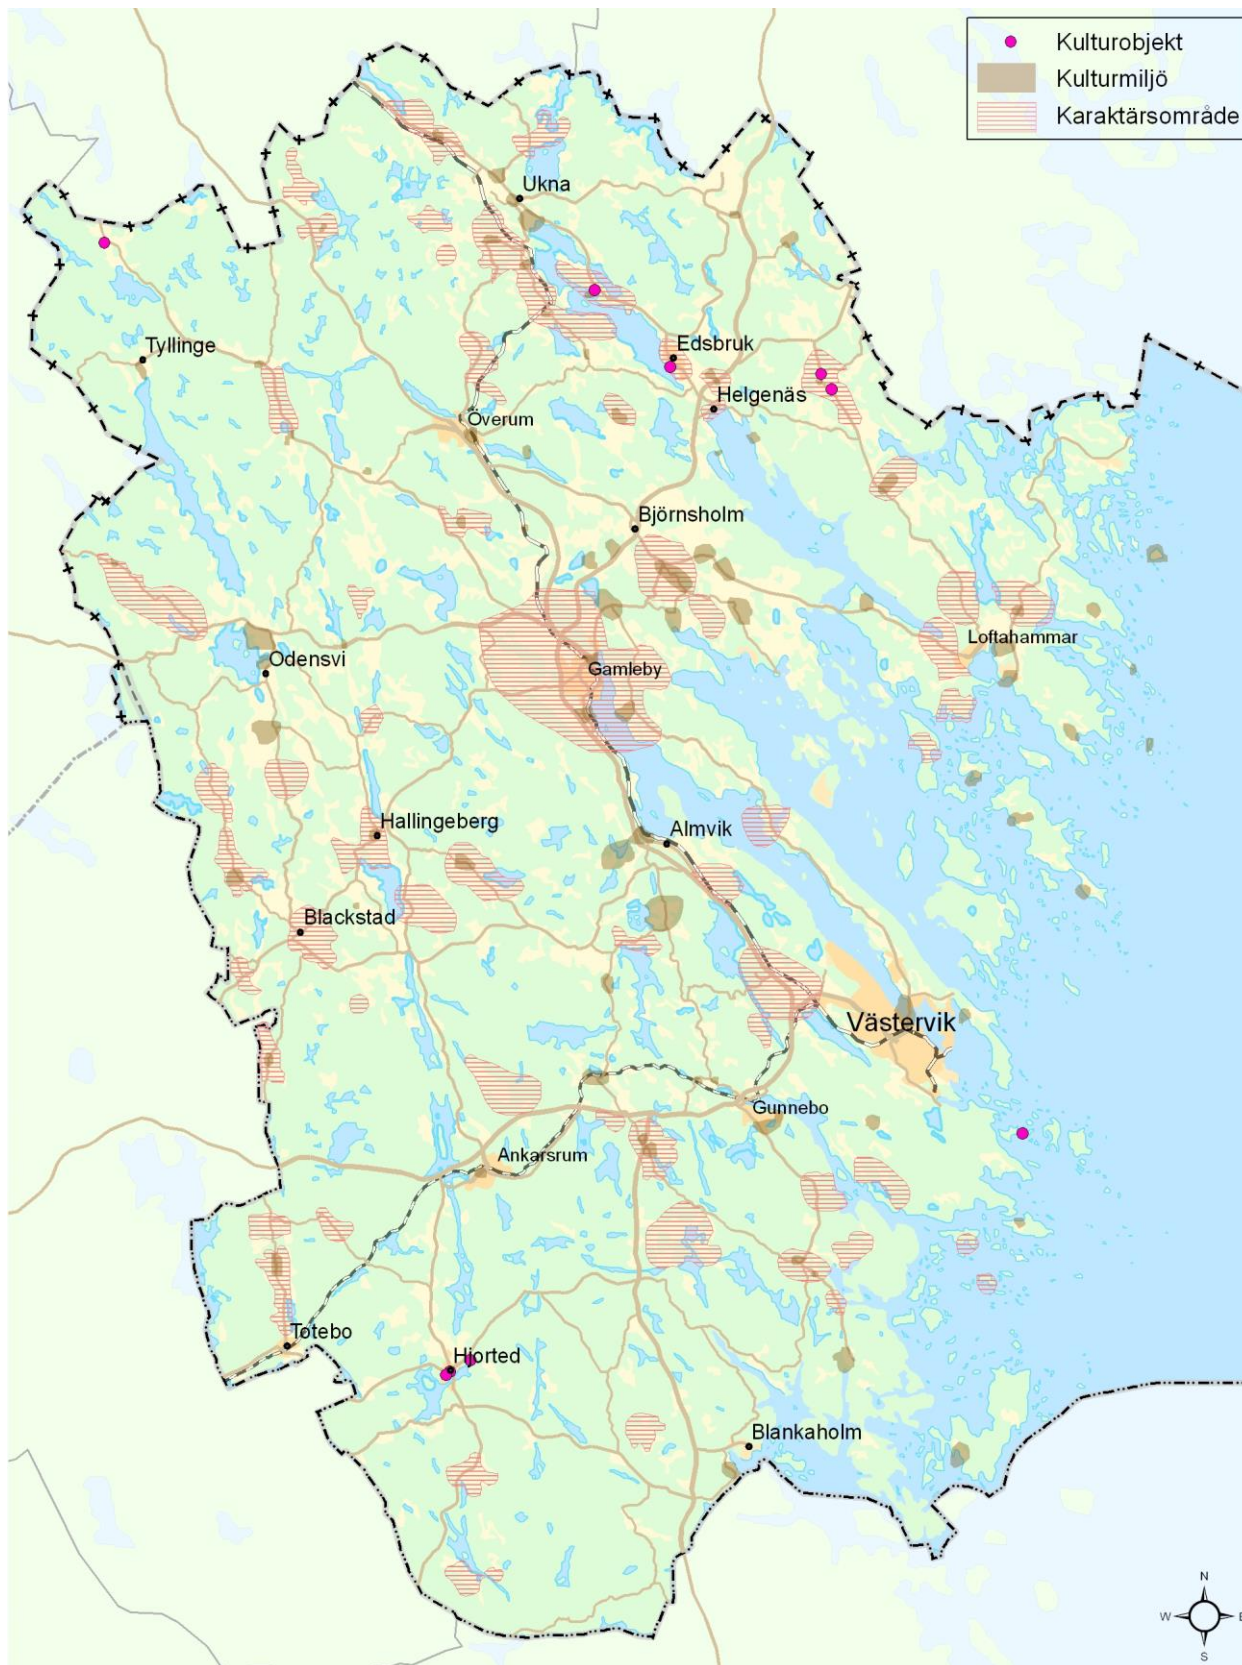 Kulturobjekt
Kulturmiljö
Karaktärsområde
Ukna
Tyllinge
Edsbruk
Helgenäs
Överum
Björnsholm
Loftahammar
Odensvi
Gamleby
Hallingeberg
Almvik
Blackstad
Västervik
Gunnebo
Ankarsrum
Totebo
Hjorted
Blankaholm
N
W
E
S